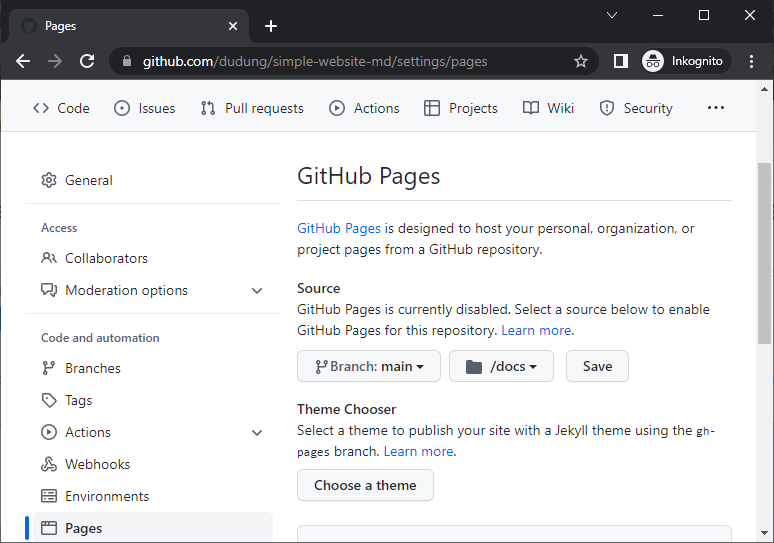 Pages
github.com/dudung/simple-website-md/settings/pages
Inkognito
Code
Issues
Pull requests
Actions
Projects
Wiki
Security
General
Access
Collaborators
Moderation options
Code and automation
Branches
Tags
Actions
Webhooks
Environments
Pages
GitHub Pages
GitHub Pages is designed to host your personal, organization, or
project pages from a GitHub repository.
Source
GitHub Pages is currently disabled. Select a source below to enable
GitHub Pages for this repository. Learn more.
Branch: main
/docs
Save
Theme Chooser
Select a theme to publish your site with a Jekyll theme using the gh-
pages branch. Learn more.
Choose a theme